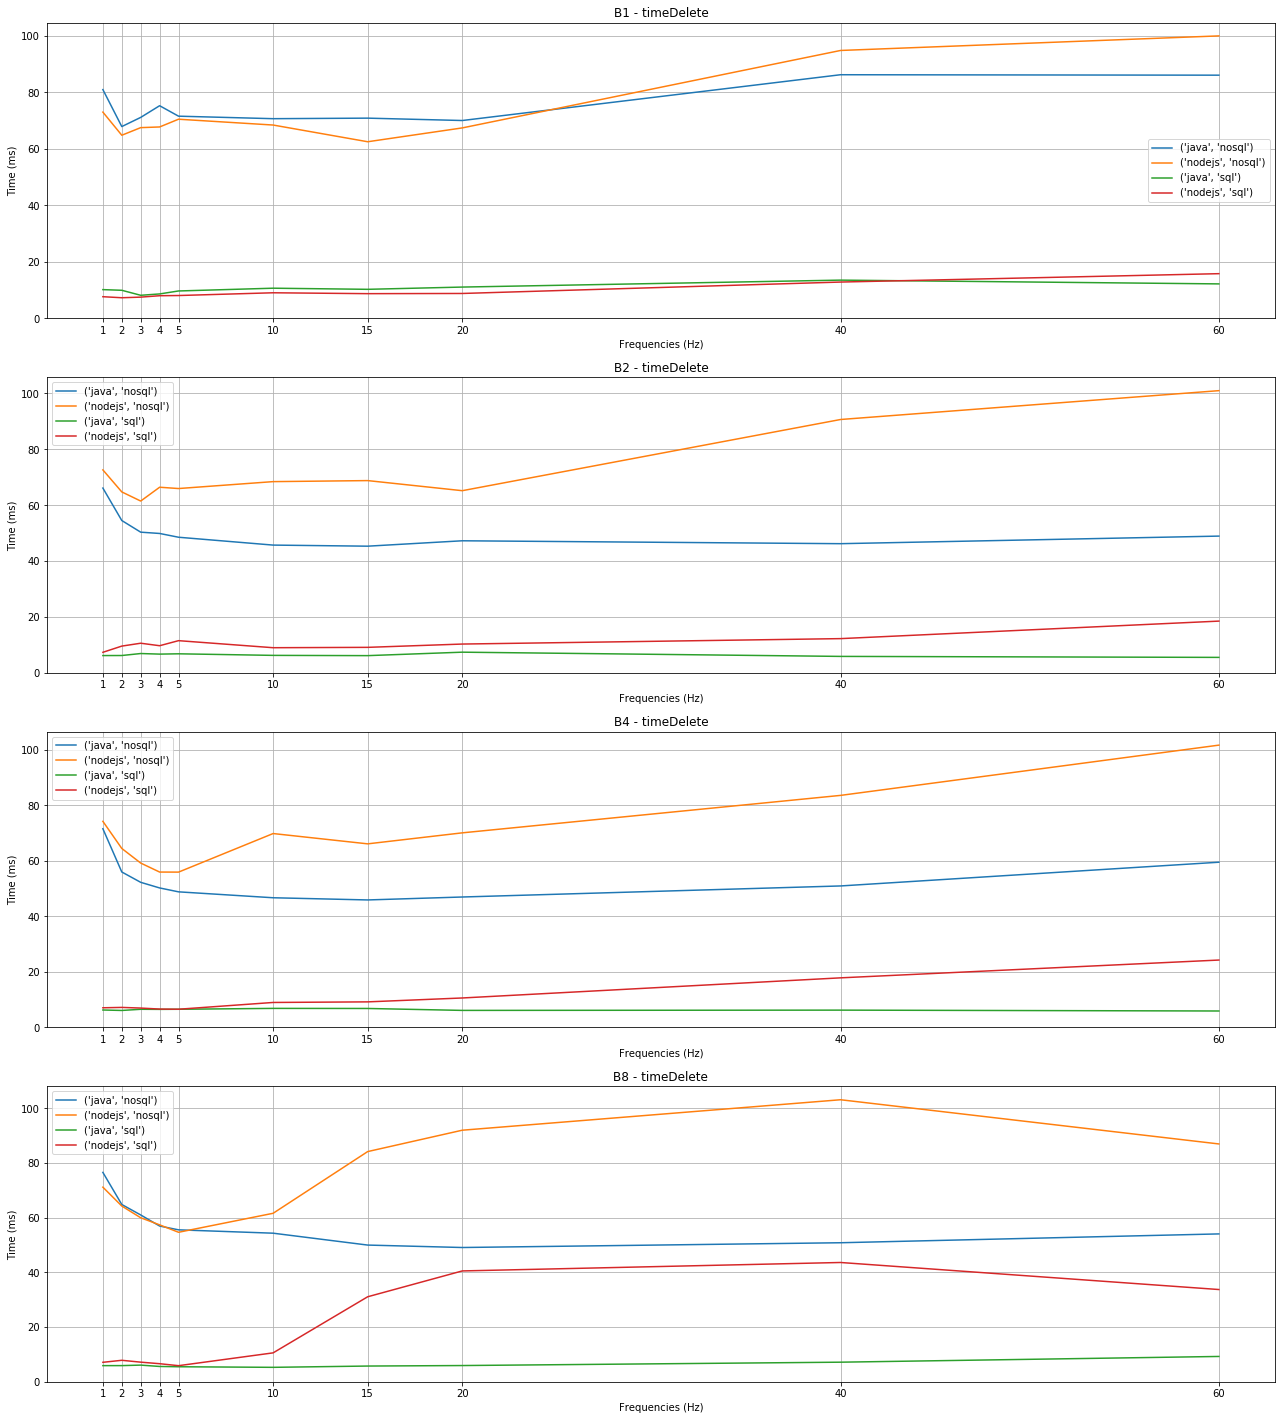 B1 - timeDelete
100
80
60
40
20
0
Time (ms)
('java', 'nosql')
('nodejs', 'nosql')
('java', 'sql')
('nodejs', 'sql')
1 2 3 4 5 10 15 20 40 60
Frequencies (Hz)
B2 - timeDelete
100
80
60
40
20
0
Time (ms)
('java', 'nosql')
('nodejs', 'nosql')
('java', 'sql')
('nodejs', 'sql')
1 2 3 4 5 10 15 20 40 60
Frequencies (Hz)
B4 - timeDelete
100
80
60
40
20
0
Time (ms)
('java', 'nosql')
('nodejs', 'nosql')
('java', 'sql')
('nodejs', 'sql')
1 2 3 4 5 10 15 20 40 60
Frequencies (Hz)
B8 - timeDelete
100
80
60
40
20
0
Time (ms)
('java', 'nosql')
('nodejs', 'nosql')
('java', 'sql')
('nodejs', 'sql')
1 2 3 4 5 10 15 20 40 60
Frequencies (Hz)